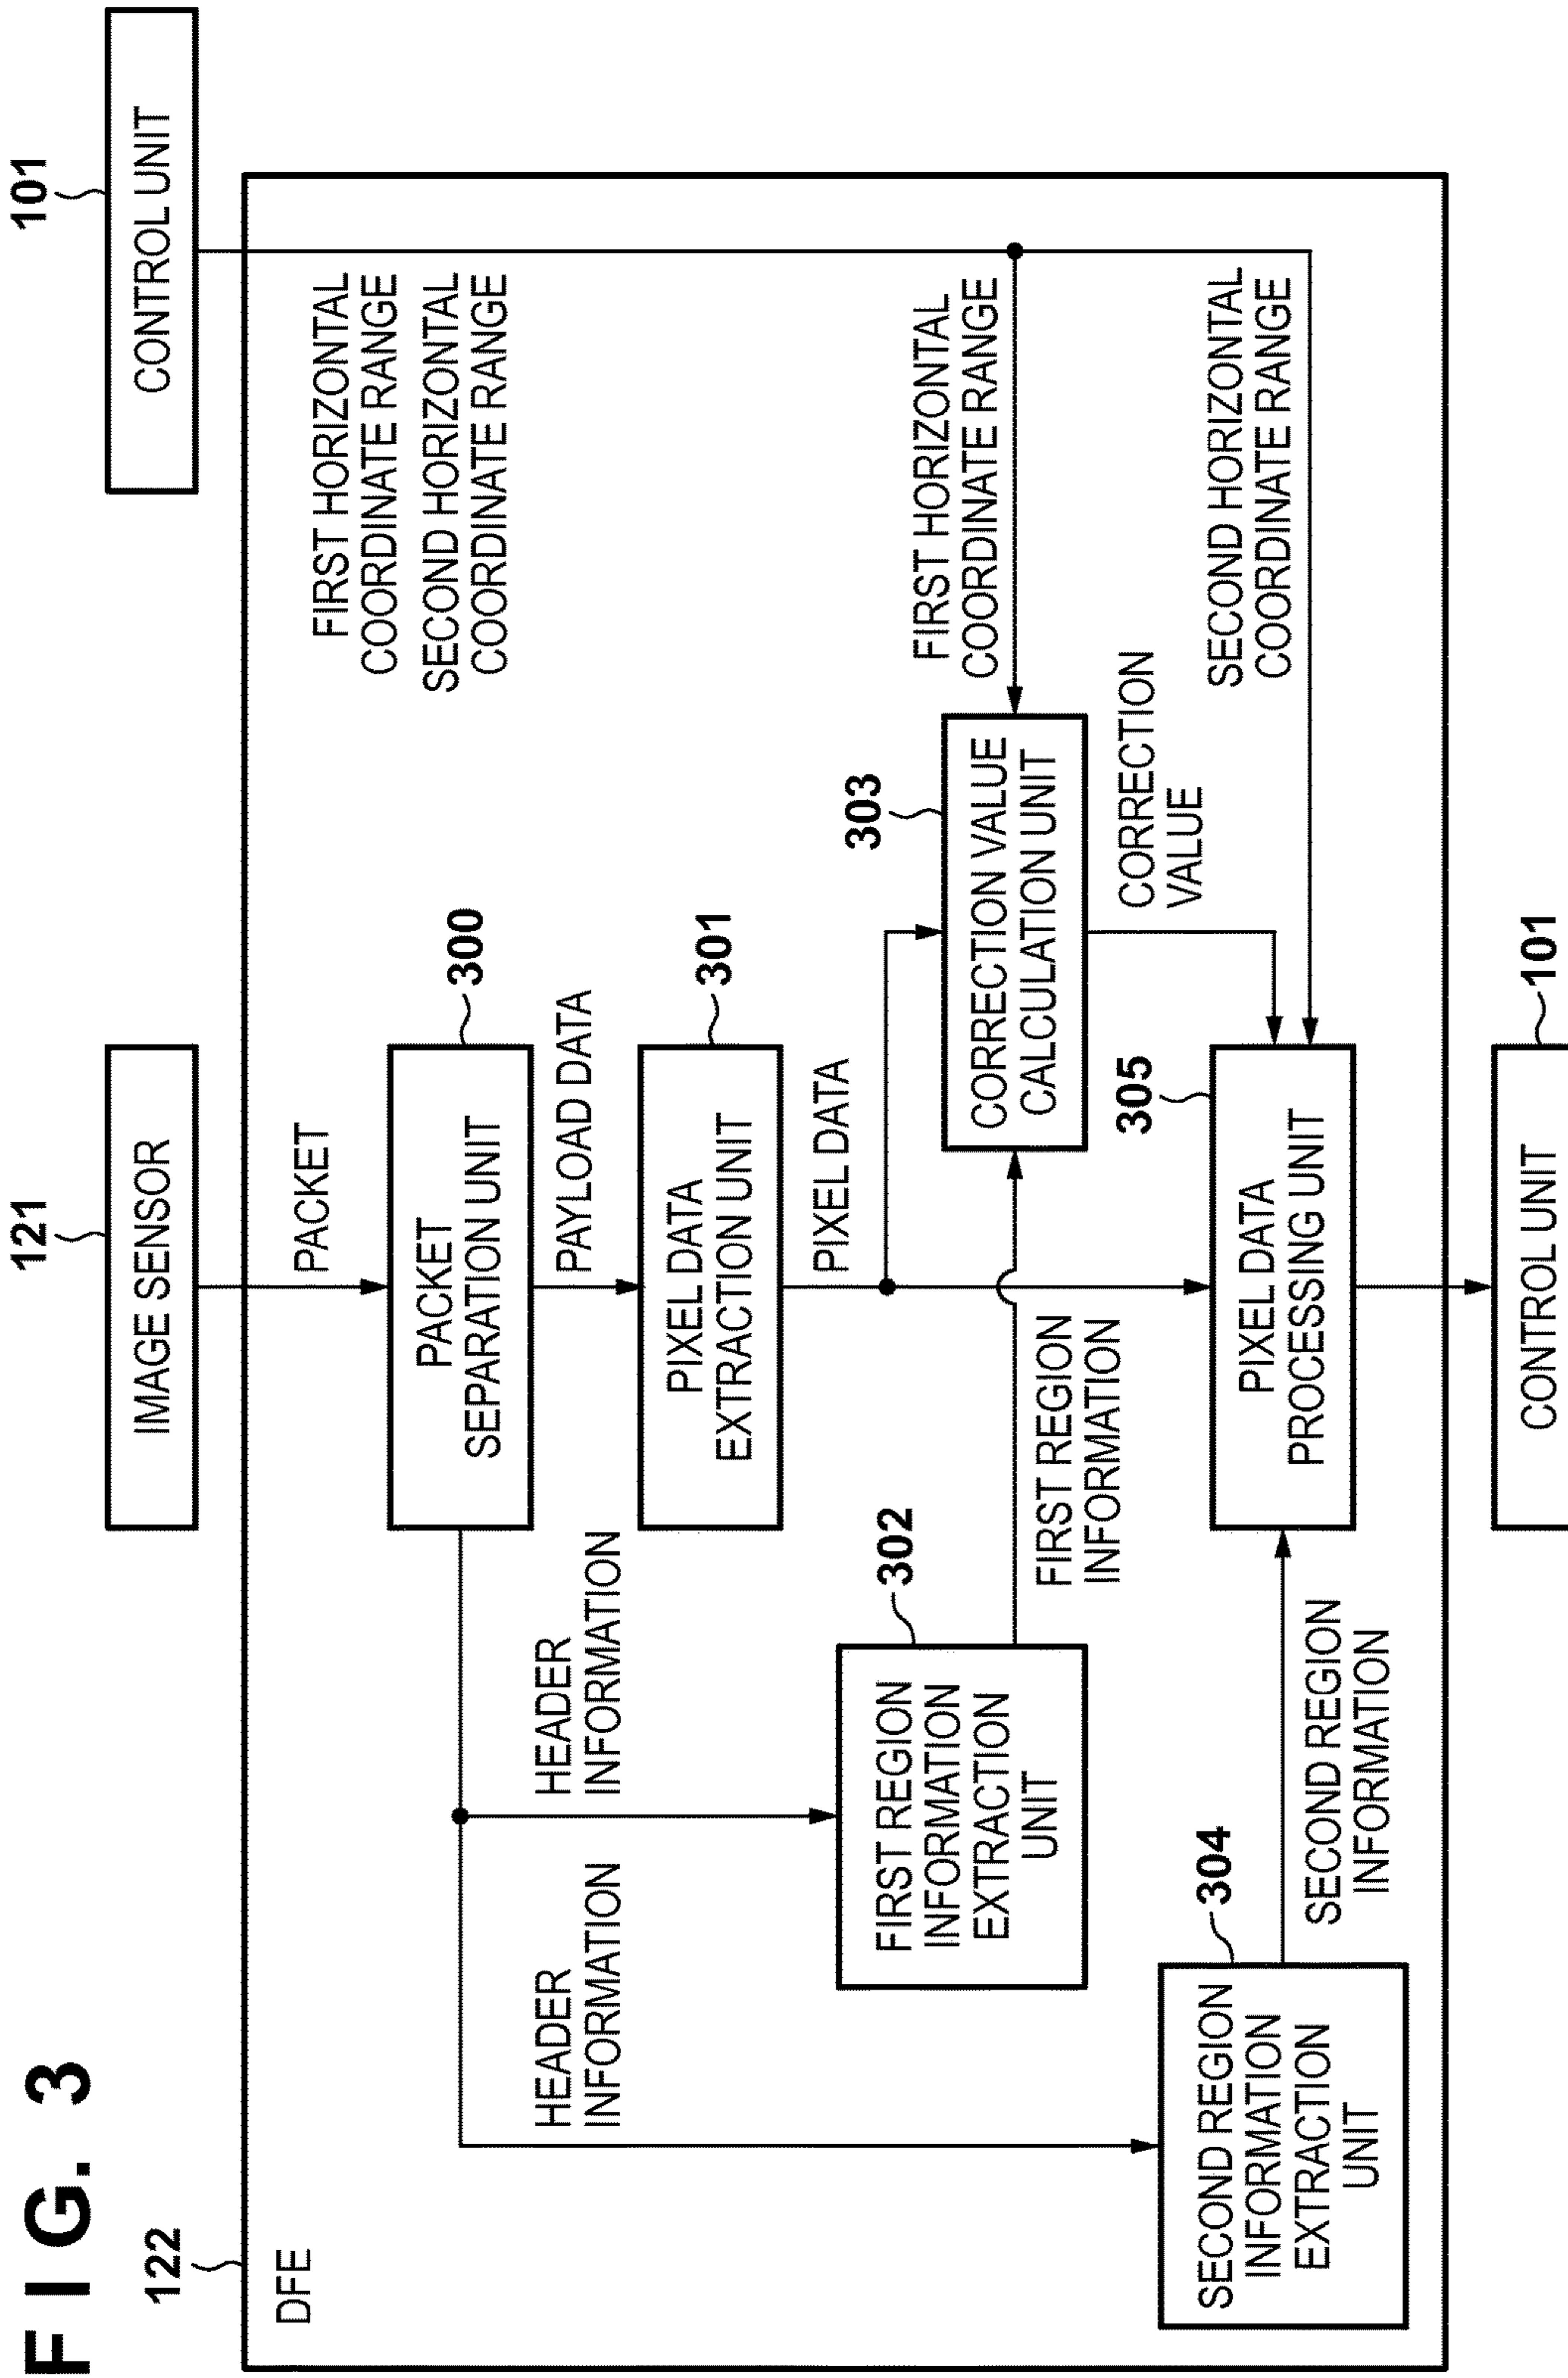 FIG. 3
122
DFE
121
IMAGE SENSOR
101
CONTROL UNIT
PACKET
FIRST HORIZONTAL
COORDINATE RANGE
SECOND HORIZONTAL
COORDINATE RANGE
300
PACKET
SEPARATION UNIT
HEADER
INFORMATION
HEADER
INFORMATION
PAYLOAD DATA
301
PIXEL DATA
EXTRACTION UNIT
PIXEL DATA
302
FIRST REGION
INFORMATION
EXTRACTION
UNIT
303
CORRECTION VALUE
CALCULATION UNIT
FIRST HORIZONTAL
COORDINATE RANGE
FIRST REGION
INFORMATION
CORRECTION
VALUE
304
SECOND REGION
INFORMATION
EXTRACTION
UNIT
SECOND REGION
INFORMATION
305
PIXEL DATA
PROCESSING UNIT
SECOND HORIZONTAL
COORDINATE RANGE
101
CONTROL UNIT